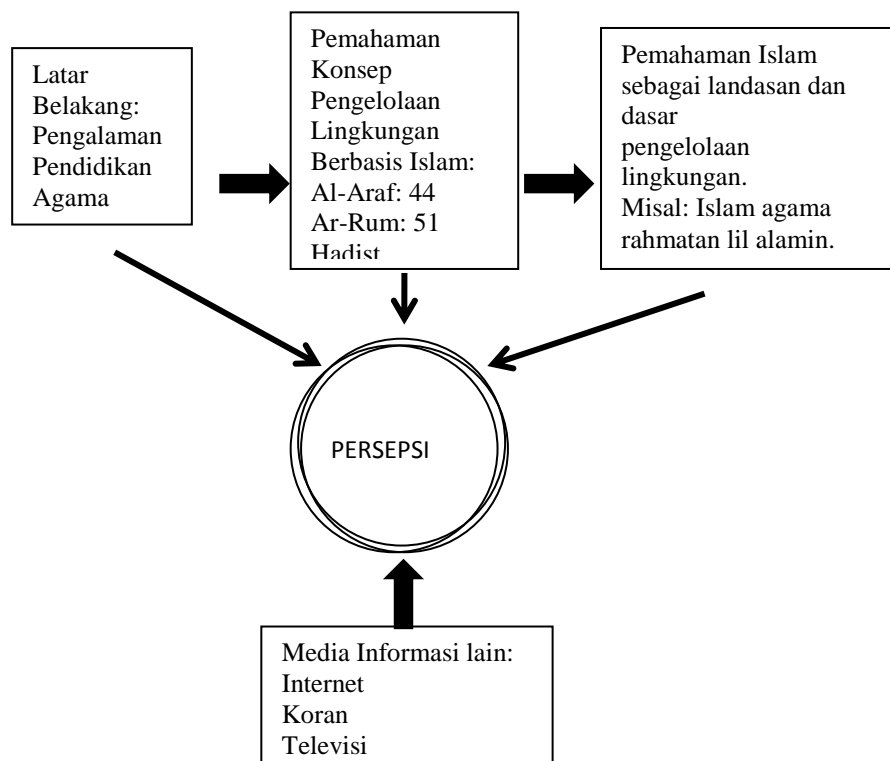 Latar
Belakang:
Pengalaman
Pendidikan
Agama
Pemahaman
Konsep
Pengelolaan
Lingkungan
Berbasis Islam:
Al-Araf: 44
Ar-Rum: 51
Hadist
Pemahaman Islam
sebagai landasan dan
dasar
pengelolaan
lingkungan.
Misal: Islam agama
rahmatan lil alamin.
PERSEPSI
Media Informasi lain:
Internet
Koran
Televisi